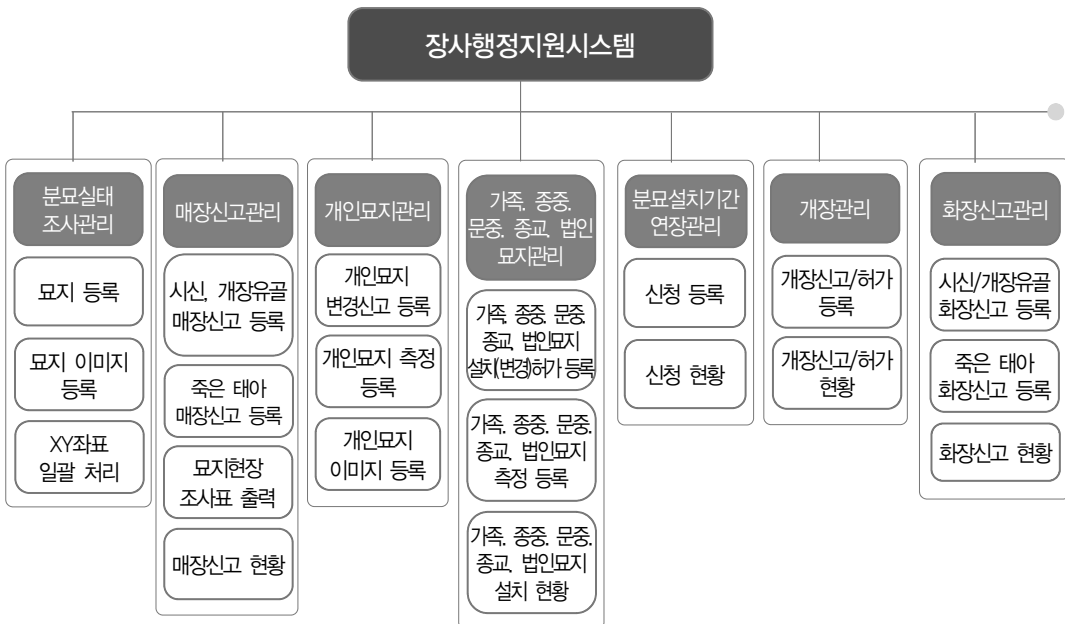 장사행정지원시스템
분묘실태
조사관리
묘지 등록
묘지 이미지
등록
XY좌표
일괄 처리
매장신고관리
시신, 개장유골
매장신고 등록
죽은 태아
매장신고 등록
묘지현장
조사표 출력
매장신고 현황
개인묘지관리
개인묘지
변경신고 등록
개인묘지 측정
등록
개인묘지
이미지 등록
가족, 종중,
문중, 종교, 법인
묘지관리
가족, 종중, 문중,
종교, 법인묘지
설치(변경)허가 등록
가족, 종중, 문중,
종교, 법인묘지
측정 등록
가족, 종중, 문중,
종교, 법인묘지
설치 현황
분묘설치기간
연장관리
신청 등록
신청 현황
개장관리
개장신고/허가
등록
개장신고/허가
현황
화장신고관리
시신/개장유골
화장신고 등록
죽은 태아
화장신고 등록
화장신고 현황